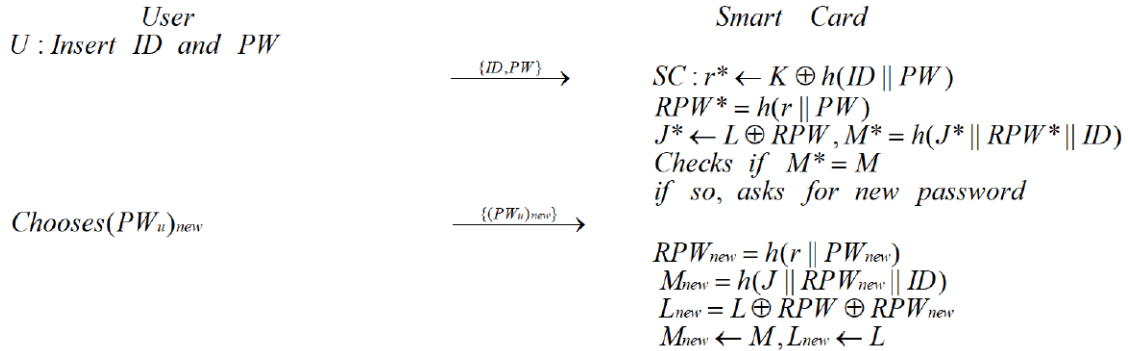 User Smart Card
U : Insert ID and PW
{ID,PW} SC : r* ← K ⊕ h(ID || PW)
RPW* = h(r || PW)
J* ← L ⊕ RPW, M* = h(J* || RPW* || ID)
Checks if M* = M
if so, asks for new password
Chooses(PWu)new {(PWu)new}
RPWnew = h(r || PWnew)
Mnew = h(J || RPWnew || ID)
Lnew = L ⊕ RPW ⊕ RPWnew
Mnew ← M, Lnew ← L